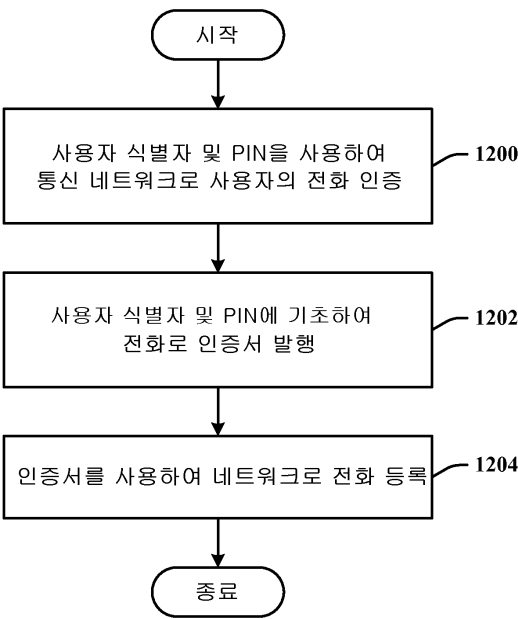 시작
사용자 식별자 및 PIN을 사용하여
통신 네트워크로 사용자의 전화 인증
1200
사용자 식별자 및 PIN에 기초하여
전화로 인증서 발행
1202
인증서를 사용하여 네트워크로 전화 등록
1204
종료